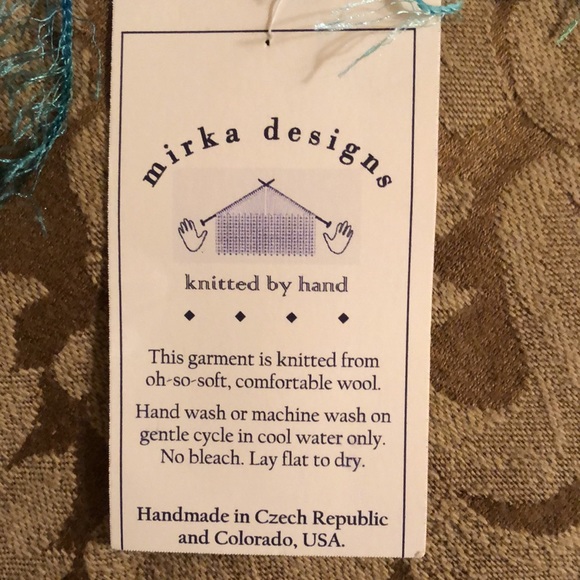 mirka designs
knitted by hand
This garment is knitted from
oh-so-soft, comfortable wool.
Hand wash or machine wash on
gentle cycle in cool water only.
No bleach. Lay flat to dry.
Handmade in Czech Republic
and Colorado, USA.